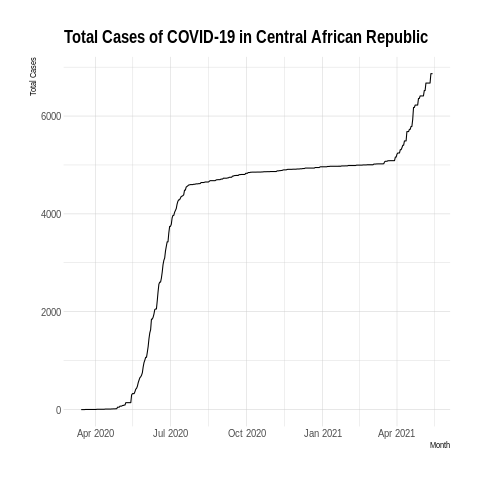 Total Cases of COVID-19 in Central African Republic
Total Cases
6000
4000
2000
0
Apr 2020 Jul 2020 Oct 2020 Jan 2021 Apr 2021
Month